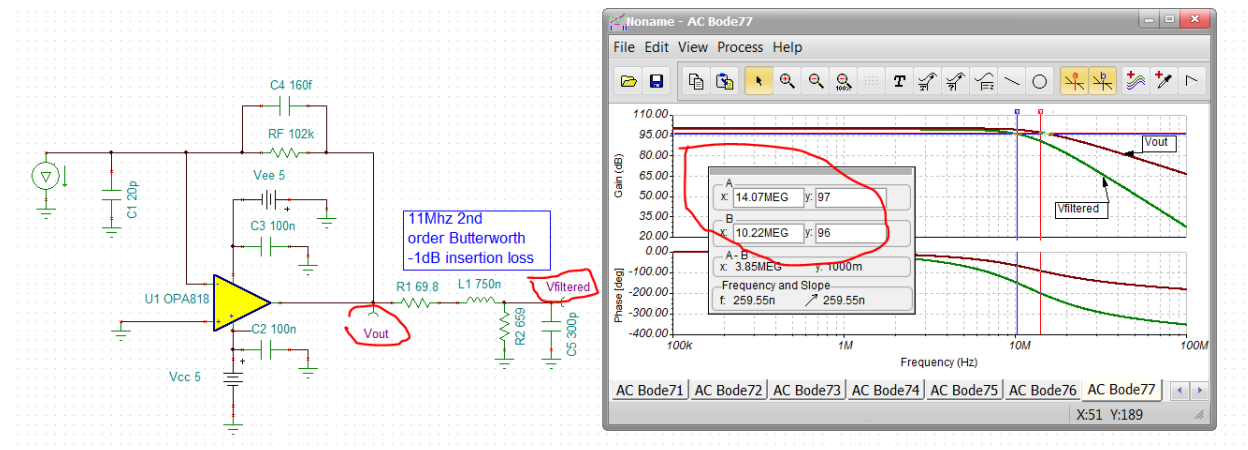 C4 160f
RF 102k
Vee 5
C1 20p
C3 100n
U1 OPA818
C2 100n
Vcc 5
Vout
11Mhz 2nd
order Butterworth
-1dB insertion loss
R1 69.8
L1 750n
Vfiltered
R2 659
C5 300p
Noname - AC Bode77
File Edit View Process Help
Gain (dB)
110.00
95.00
80.00
65.00
50.00
35.00
20.00
Vout
Vfiltered
A
x: 14.07MEG y: 97
B
x: 10.22MEG y: 96
A - B
x: 3.85MEG y: 1000m
Frequency and Slope
f: 259.55n 259.55n
Phase [deg]
0.00
-100.00
-200.00
-300.00
-400.00
100k 1M 10M 100M
Frequency (Hz)
AC Bode71 AC Bode72 AC Bode73 AC Bode74 AC Bode75 AC Bode76 AC Bode77
X:51 Y:189